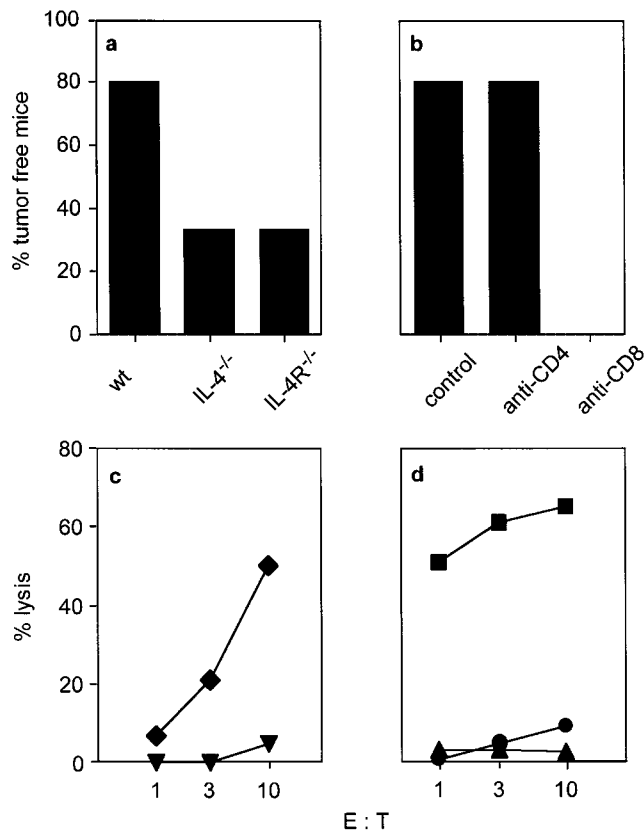 100
80
60
40
20
0
% tumor free mice
a
b
wt
IL-4-/-
IL-4R-/-
control
anti-CD4
anti-CD8
80
60
40
20
0
% lysis
c
d
1 3 10
1 3 10
E : T